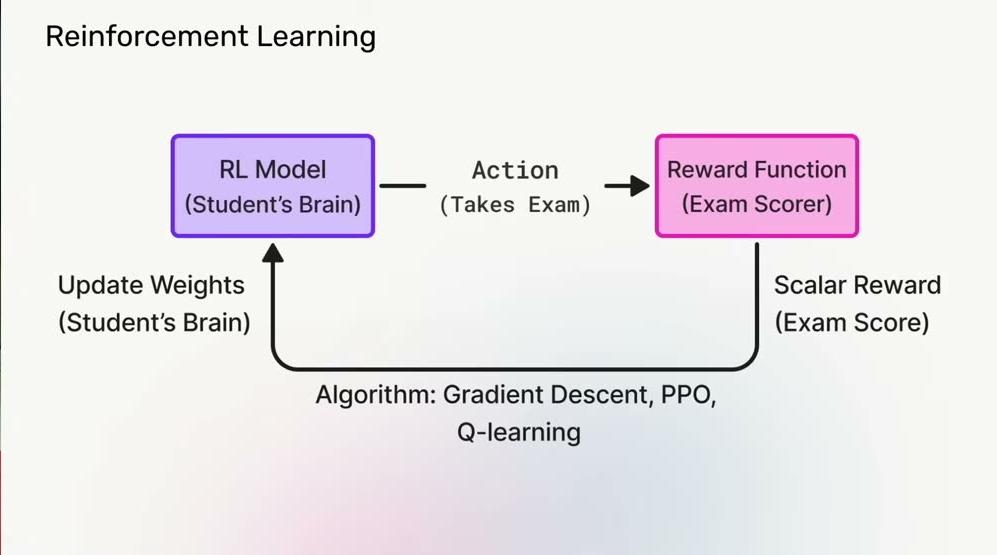 Reinforcement Learning
RL Model
(Student's Brain)
Action
(Takes Exam)
Reward Function
(Exam Scorer)
Update Weights
(Student's Brain)
Scalar Reward
(Exam Score)
Algorithm: Gradient Descent, PPO,
Q-learning